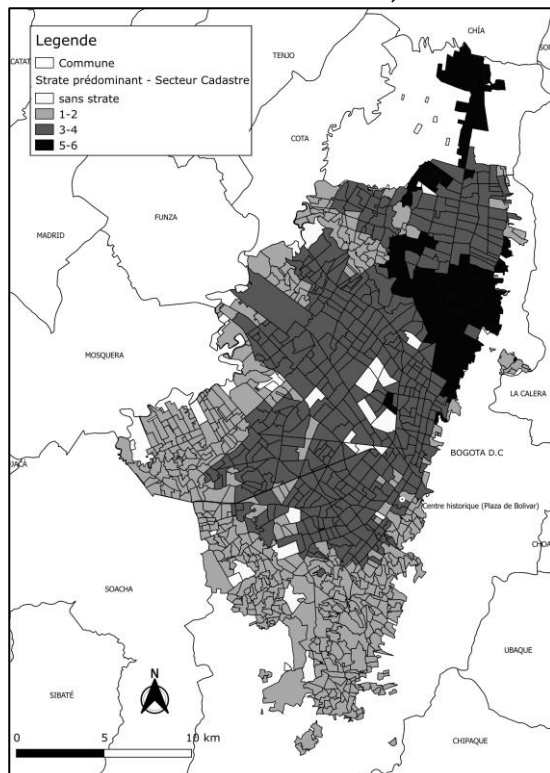 Legende
Commune
Strate prédominant - Secteur Cadastre
sans strate
1-2
3-4
5-6
CHÍA
TENJO
COTA
FUNZA
MADRID
MOSQUERA
LA CALERA
BOGOTA D.C
Centre historique (Plaza de Bolivar)
SOACHA
UBAQUE
SIBATÉ
CHIPAQUE
N
0 5 10 km